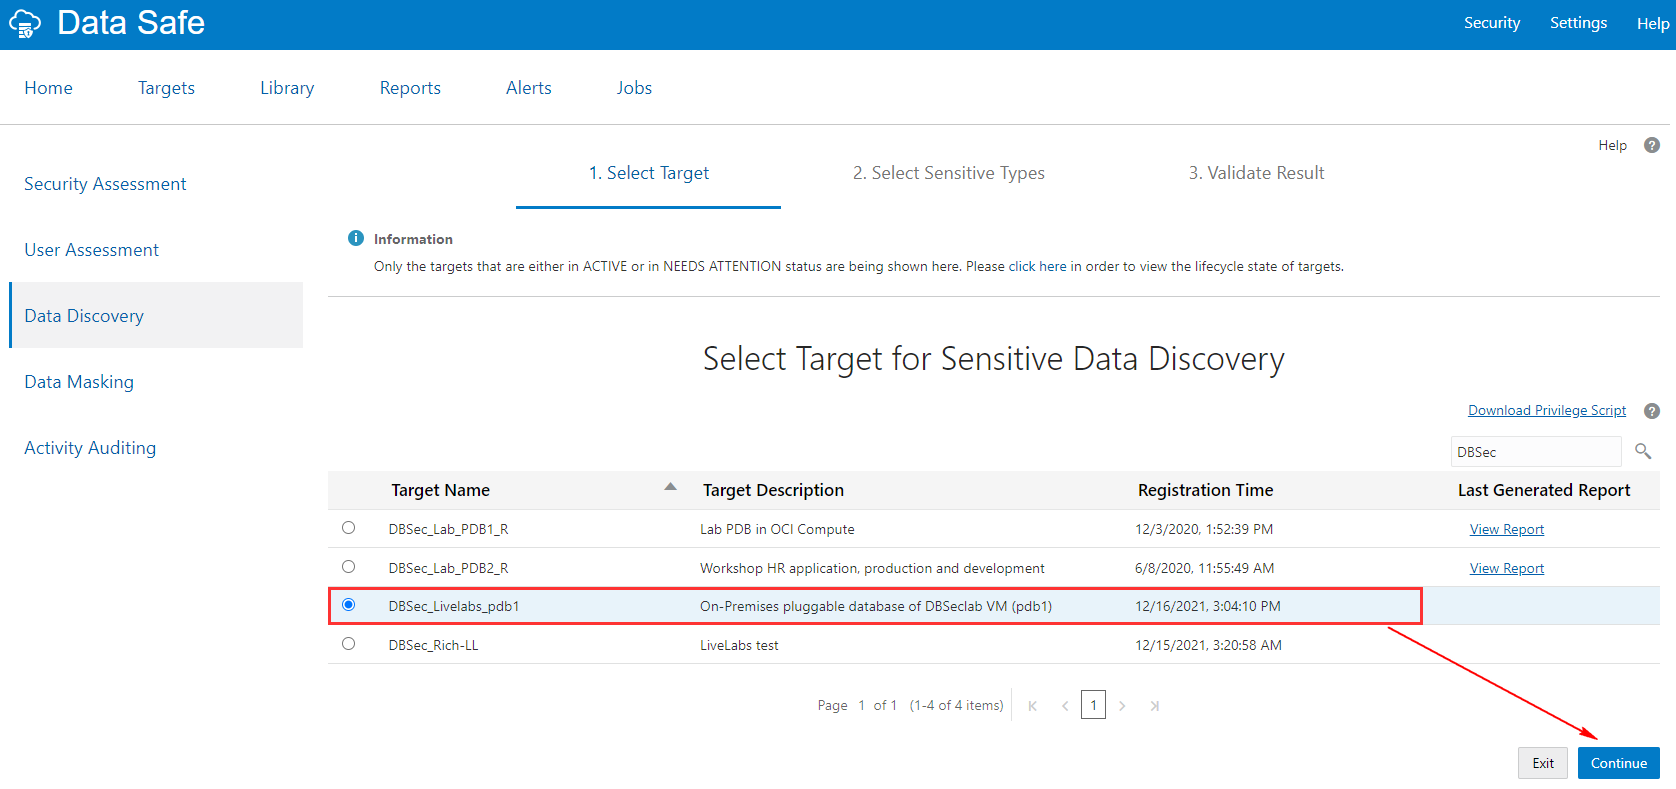 Data Safe
Security Settings Help
Home Targets Library Reports Alerts Jobs
Help ?
Security Assessment
User Assessment
Data Discovery
Data Masking
Activity Auditing
1. Select Target 2. Select Sensitive Types 3. Validate Result
i Information
Only the targets that are either in ACTIVE or in NEEDS ATTENTION status are being shown here. Please click here in order to view the lifecycle state of targets.
Select Target for Sensitive Data Discovery
Download Privilege Script ?
DBSec
Target Name Target Description Registration Time Last Generated Report
DBSec_Lab_PDB1_R Lab PDB in OCI Compute 12/3/2020, 1:52:39 PM View Report
DBSec_Lab_PDB2_R Workshop HR application, production and development 6/8/2020, 11:55:49 AM View Report
DBSec_Livelabs_pdb1 On-Premises pluggable database of DBSeclab VM (pdb1) 12/16/2021, 3:04:10 PM
DBSec_Rich-LL LiveLabs test 12/15/2021, 3:20:58 AM
Page 1 of 1 (1-4 of 4 items) 1
Exit Continue